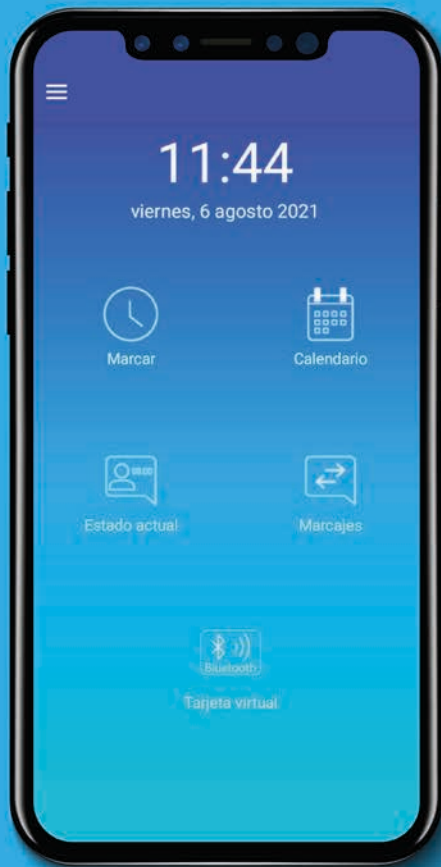 11:44
viernes, 6 agosto 2021
Marcar
Calendario
Estado actual
Marcajes
Bluetooth
Tarjeta virtual